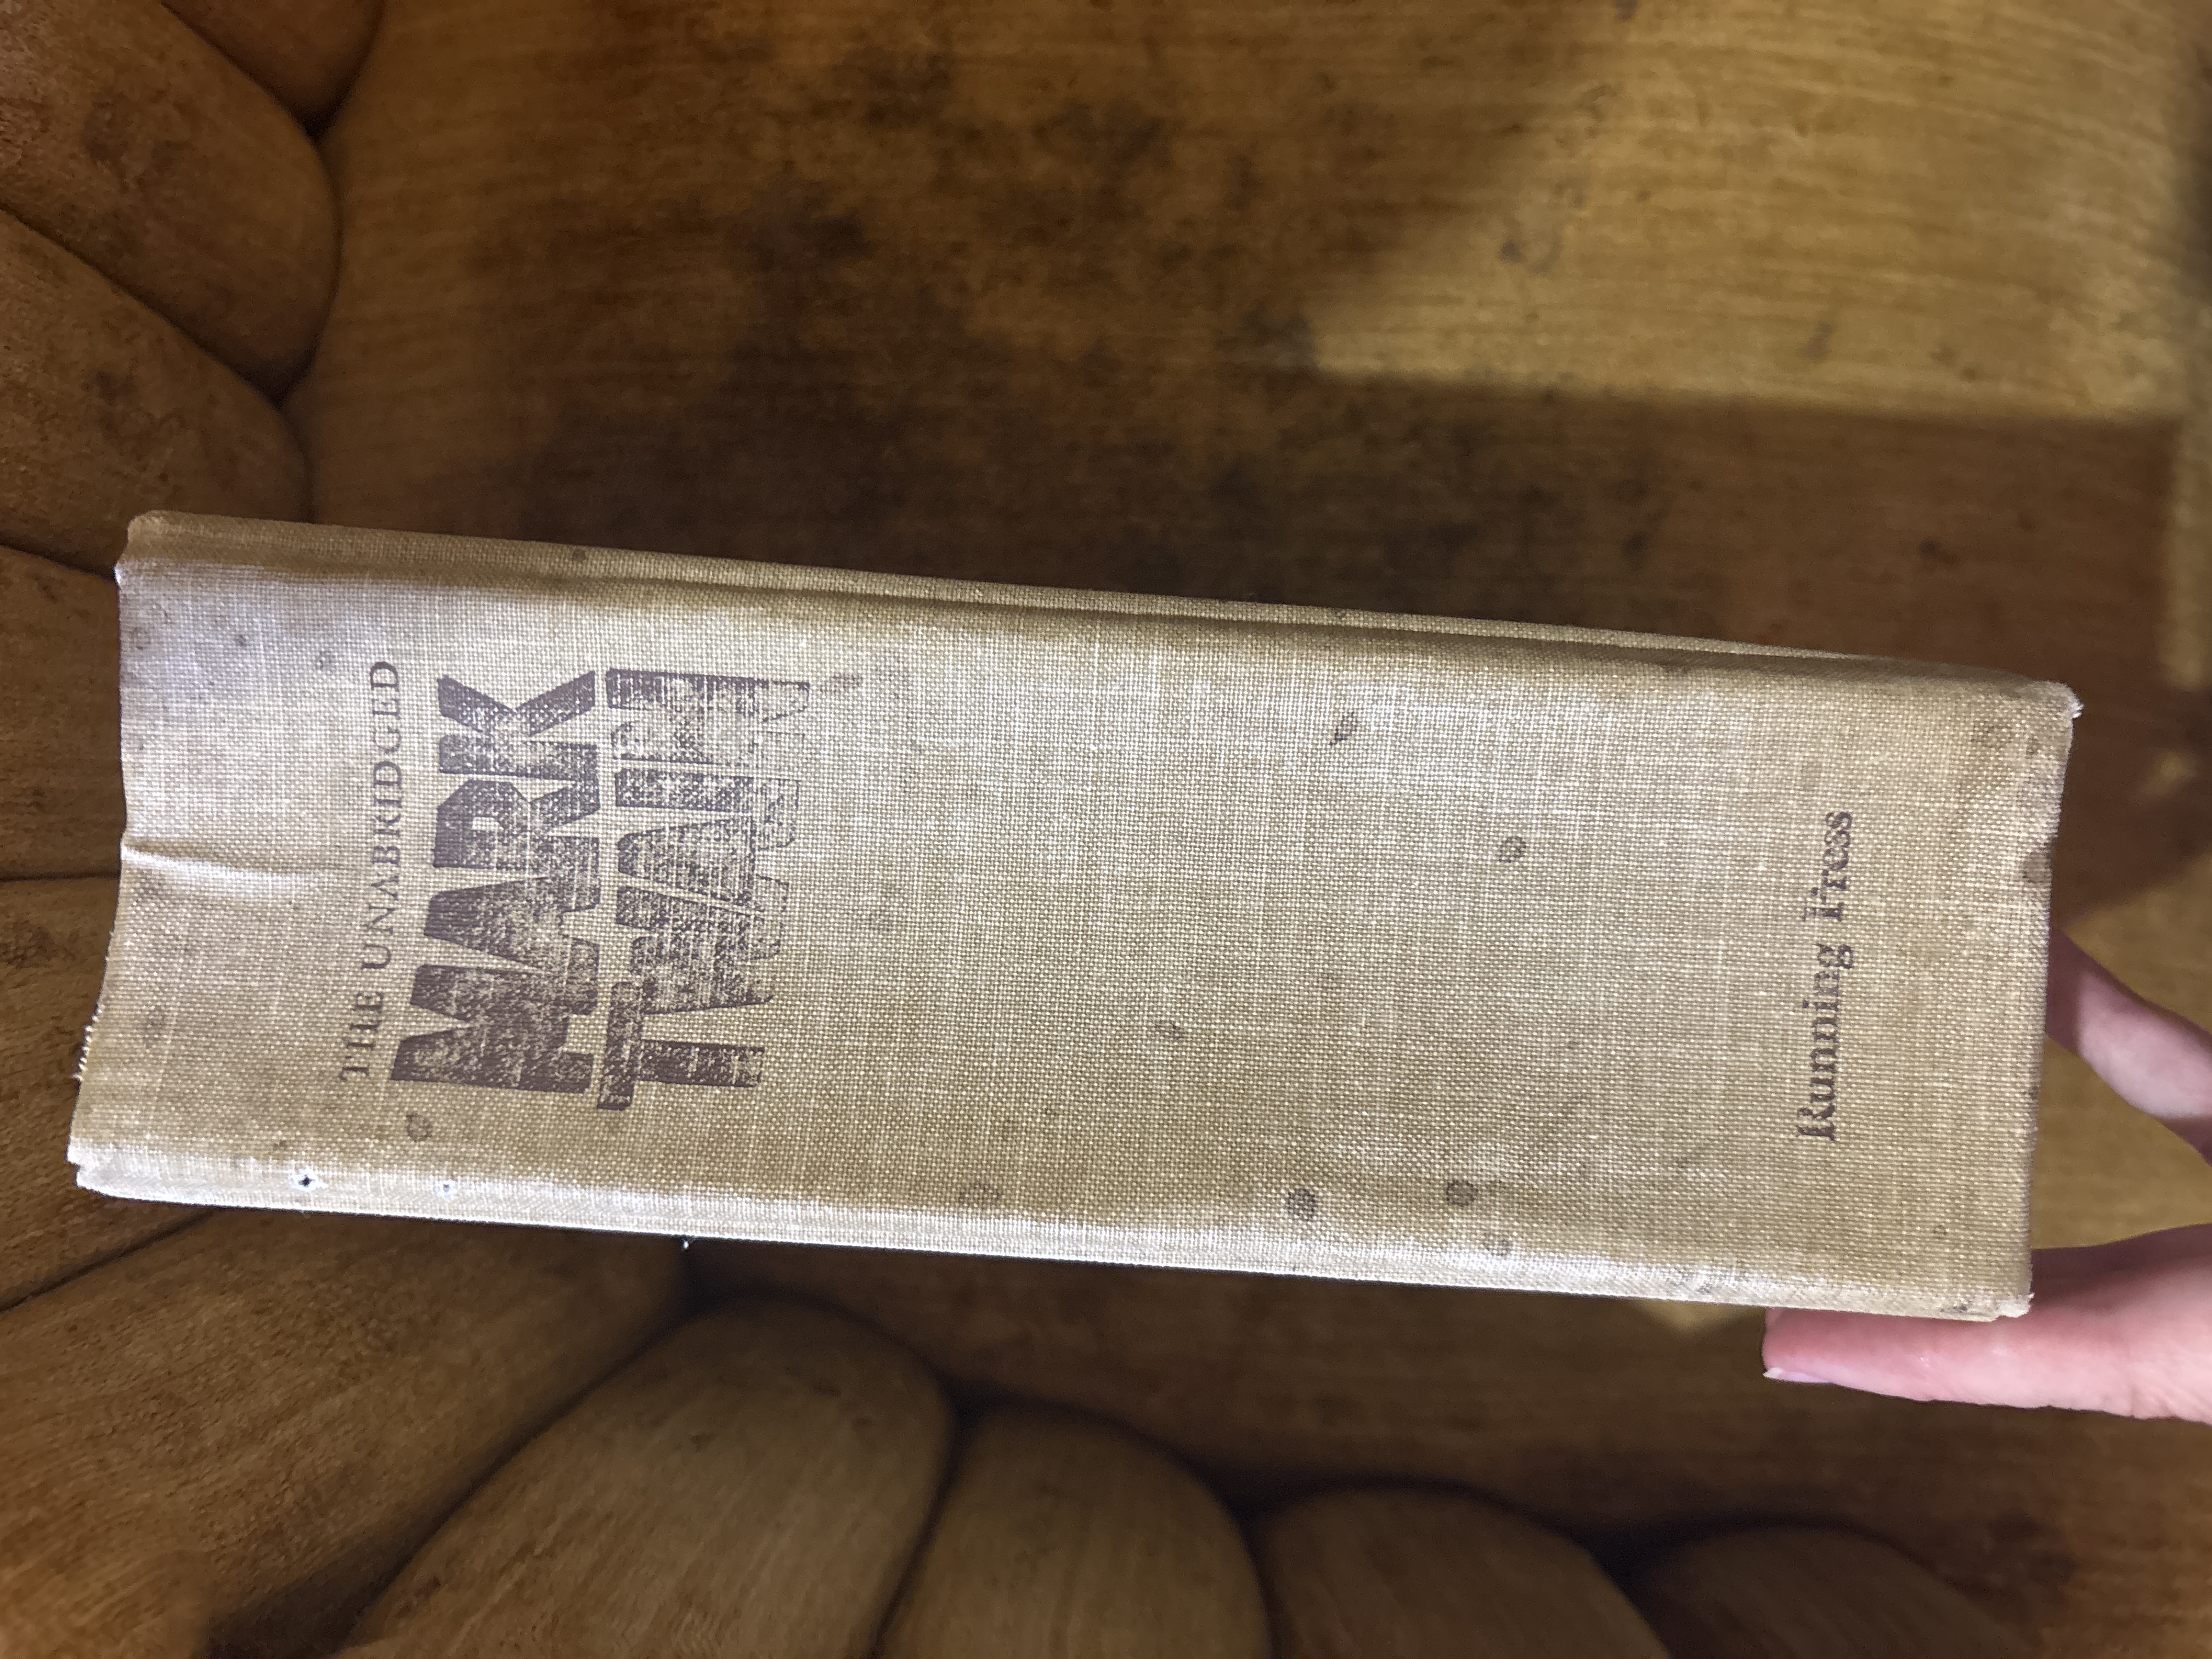 THE UNABRIDGED
MARK
TWAIN
Running Press